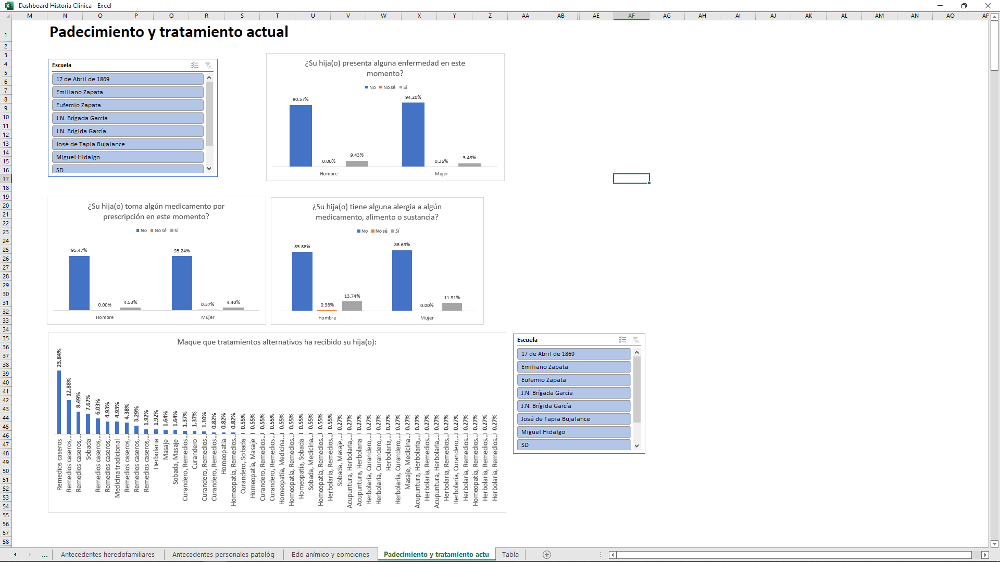 Dashboard Historia Clinica - Excel
M N O P Q R S T U V W X Y Z AA AB AE AF AG AH AI AJ AK AL AM AN AO AP
1 2 3 4 5 6 7 8 9 10 11 12 13 14 15 16 17 18 19 20 21 22 23 24 25 26 27 28 29 30 31 32 33 34 35 36 37 38 39 40 41 42 43 44 45 46 47 48 49 50 51 52 53 54 55 56 57 58
Padecimiento y tratamiento actual
Escuela
17 de Abril de 1869
Emiliano Zapata
Eufemio Zapata
J.N. Brígada García
J.N. Brígida García
José de Tapia Bujalance
Miguel Hidalgo
SD
¿Su hija(o) presenta alguna enfermedad en este
momento?
No No sé Sí
90.57% 0.00% 9.43% 94.20% 0.36% 5.43%
Hombre Mujer
¿Su hija(o) toma algún medicamento por
prescripción en este momento?
No No sé Sí
95.47% 0.00% 4.53% 95.24% 0.37% 4.40%
Hombre Mujer
¿Su hija(o) tiene alguna alergia a algún
medicamento, alimento o sustancia?
No No sé Sí
85.88% 0.38% 13.74% 88.69% 0.00% 11.31%
Hombre Mujer
Maque que tratamientos alternativos ha recibido su hija(o):
23.84% 12.88% 8.49% 7.67% 6.03% 4.93% 4.93% 4.38% 3.29% 1.92% 1.92% 1.64% 1.64% 1.37% 1.37% 1.10% 0.82% 0.82% 0.82% 0.55% 0.55% 0.55% 0.55% 0.55% 0.55% 0.55% 0.55% 0.55% 0.55% 0.27% 0.27% 0.27% 0.27% 0.27% 0.27% 0.27% 0.27% 0.27% 0.27% 0.27% 0.27% 0.27% 0.27% 0.27% 0.27% 0.27%
Remedios caseros
Remedios caseros,...
Remedios caseros,...
Sobada
Remedios caseros,...
Remedios caseros,...
Medicina tradicional
Remedios caseros,...
Remedios caseros,...
Remedios caseros,...
Herbolaria
Masaje
Sobada, Masaje
Curandero, Remedios...
Curandero
Curandero, Remedios...
Curandero, Remedios...
Homeopatía
Homeopatía, Remedios...
Curandero, Sobada
Homeopatía, Masaje
Curandero, Remedios...
Curandero, Remedios...
Homeopatía, Medicina...
Homeopatía, Remedios...
Homeopatía, Sobada
Sobada, Medicina...
Homeopatía, Remedios...
Herbolaria, Remedios...
Sobada, Masaje,...
Acupuntura, Herbolaria,...
Acupuntura, Herbolaria
Herbolaria, Curandero,...
Herbolaria, Curandero,...
Herbolaria, Remedios...
Herbolaria, Curandero,...
Masaje, Medicina...
Acupuntura, Herbolaria,...
Herbolaria, Remedios...
Acupuntura, Herbolaria,...
Herbolaria, Remedios...
Herbolaria, Curandero,...
Herbolaria, Remedios...
Homeopatía, Remedios...
Herbolaria, Remedios...
Herbolaria, Remedios...
Escuela
17 de Abril de 1869
Emiliano Zapata
Eufemio Zapata
J.N. Brígada García
J.N. Brígida García
José de Tapia Bujalance
Miguel Hidalgo
SD
... Antecedentes heredofamiliares Antecedentes personales patológ Edo anímico y eomciones Padecimiento y tratamiento actu Tabla